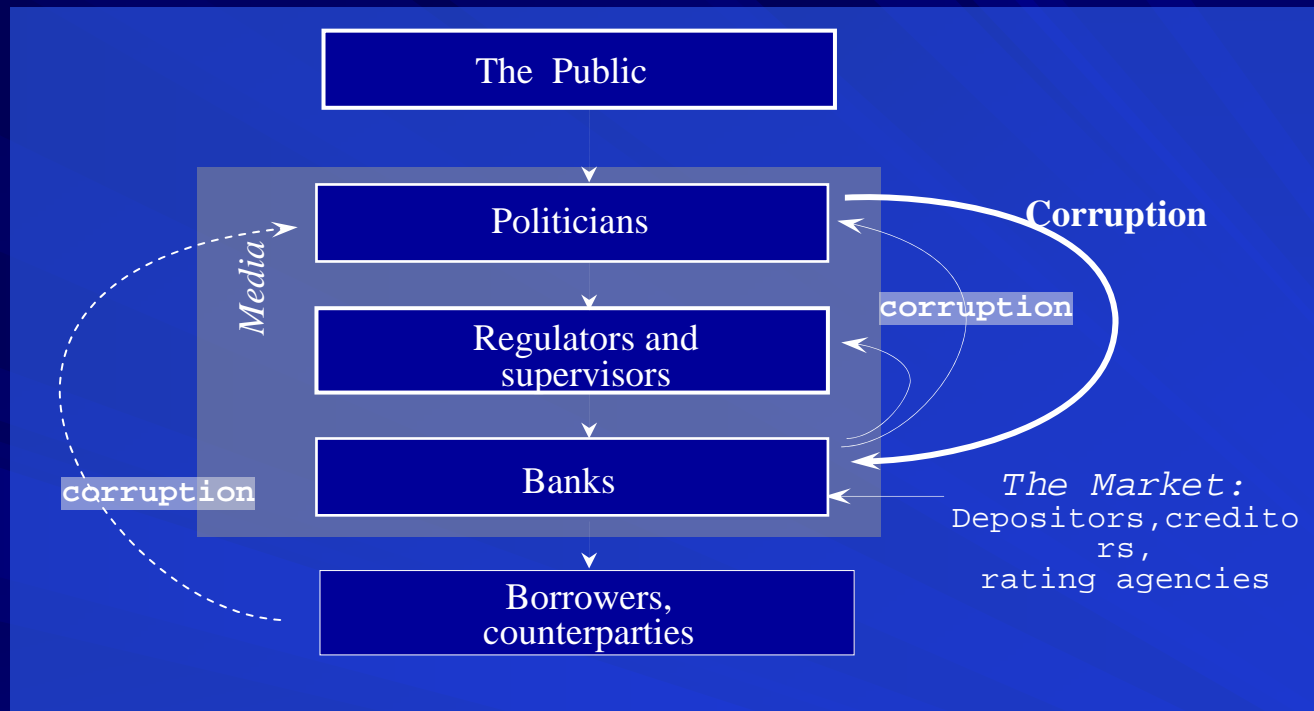 The Public
Politicians
Corruption
Media
corruption
Regulators and
supervisors
Banks
corruption
The Market:
Depositors,credito
rs,
rating agencies
Borrowers,
counterparties